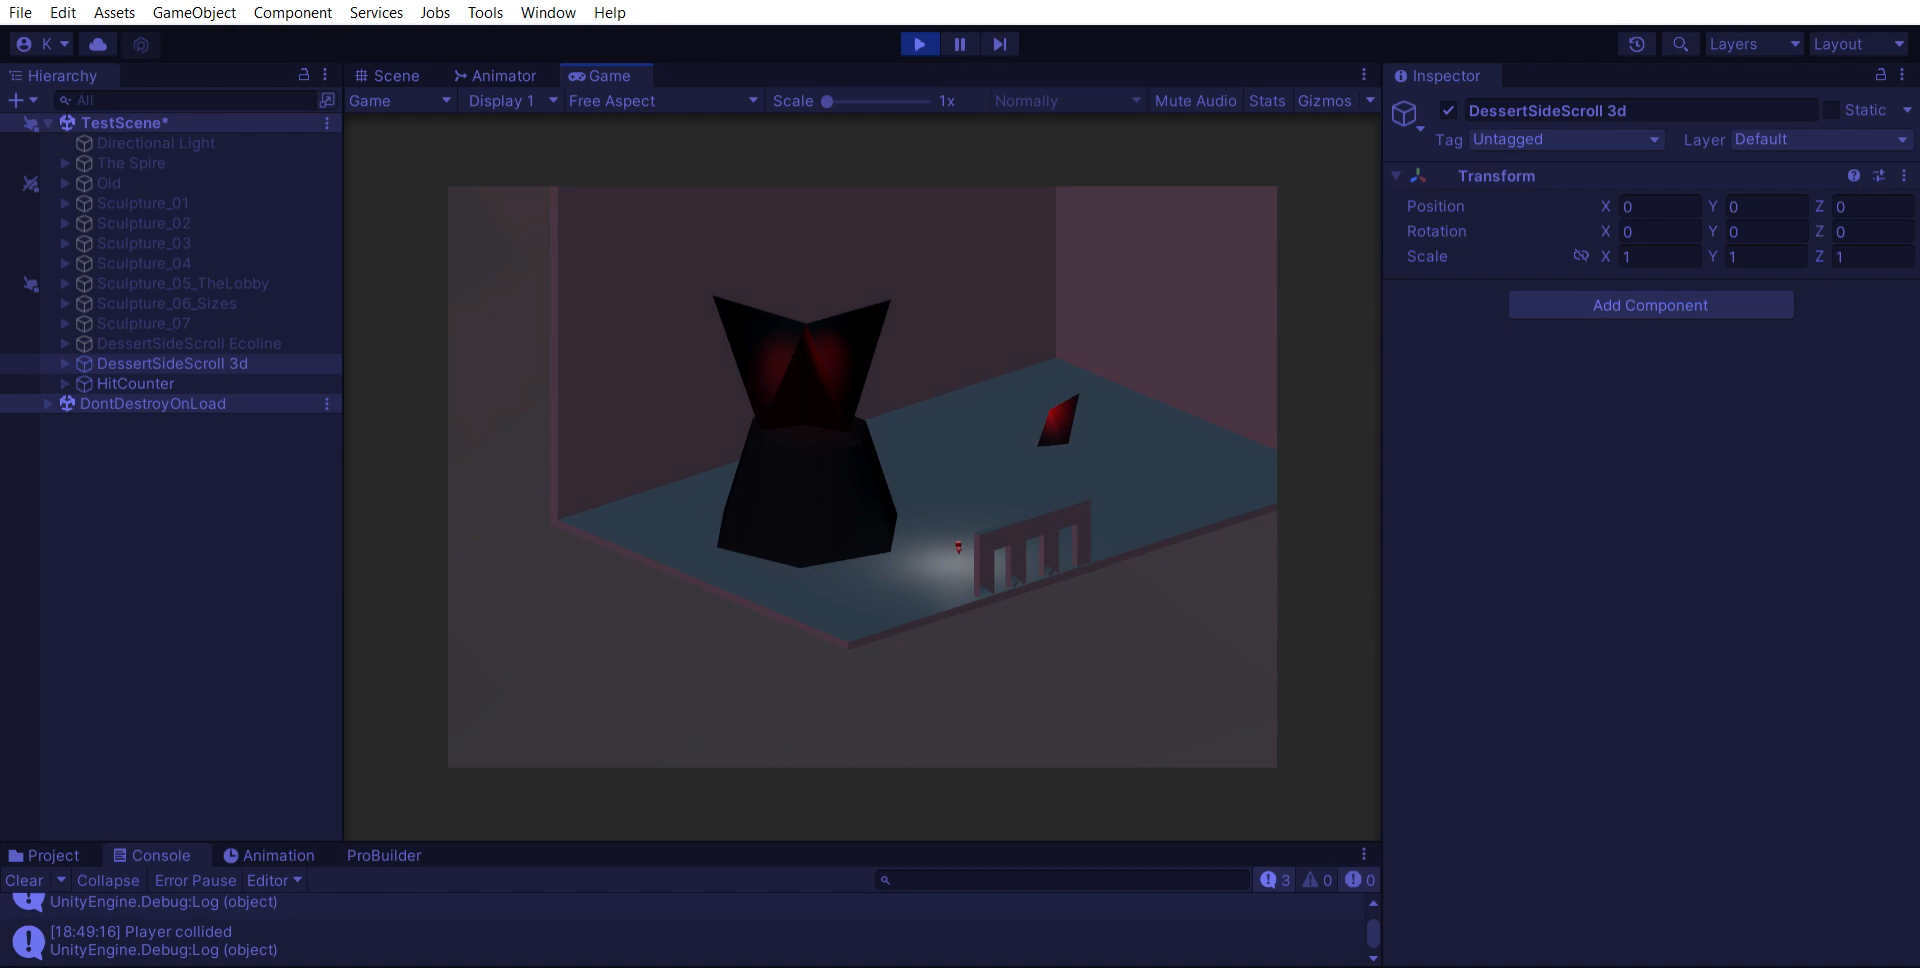 File Edit Assets GameObject Component Services Jobs Tools Window Help
K
Layers Layout
Hierarchy
All
TestScene*
Directional Light
The Spire
Old
Sculpture_01
Sculpture_02
Sculpture_03
Sculpture_04
Sculpture_05_TheLobby
Sculpture_06_Sizes
Sculpture_07
DessertSideScroll Ecoline
DessertSideScroll 3d
HitCounter
DontDestroyOnLoad
Scene Animator Game
Game Display 1 Free Aspect Scale 1x Normally Mute Audio Stats Gizmos
Inspector
DessertSideScroll 3d Static
Tag Untagged Layer Default
Transform
Position X 0 Y 0 Z 0
Rotation X 0 Y 0 Z 0
Scale X 1 Y 1 Z 1
Add Component
Project Console Animation ProBuilder
Clear Collapse Error Pause Editor 3 0 0
UnityEngine.Debug:Log (object)
[18:49:16] Player collided
UnityEngine.Debug:Log (object)